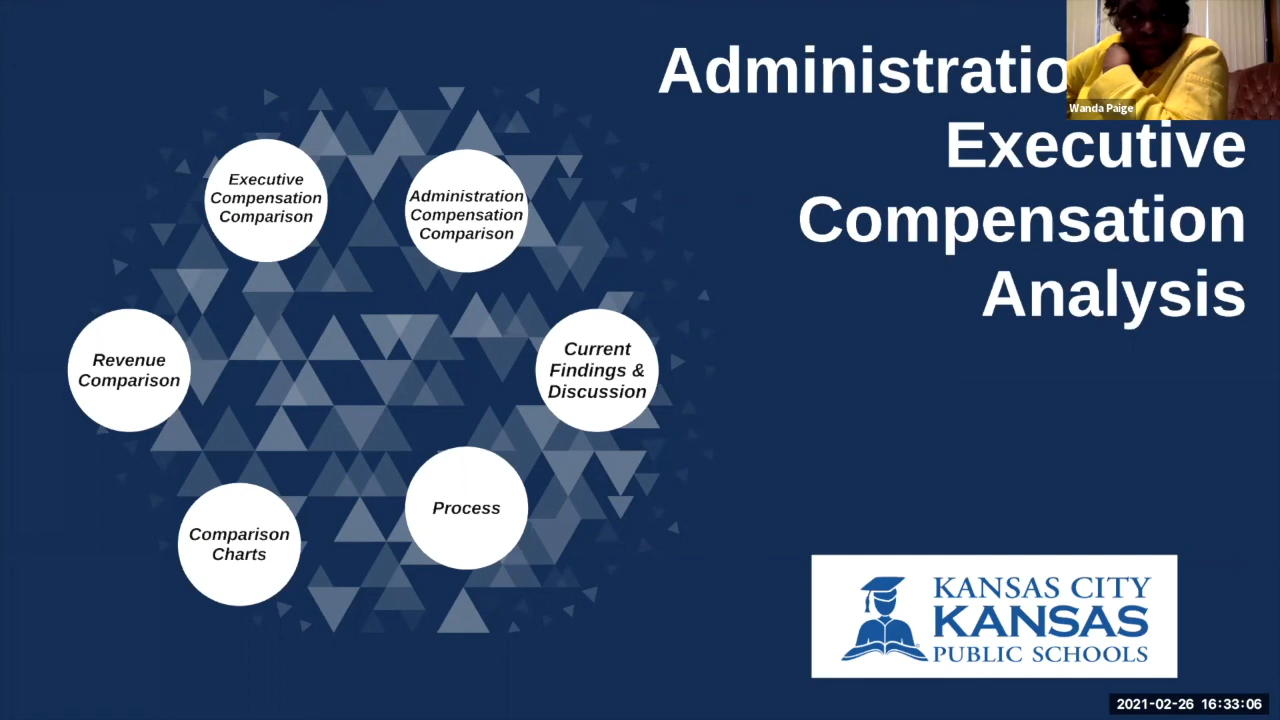 Administratio
Executive
Compensation
Analysis
Wanda Paige
Executive
Compensation
Comparison
Administration
Compensation
Comparison
Revenue
Comparison
Current
Findings &
Discussion
Comparison
Charts
Process
KANSAS CITY
KANSAS
PUBLIC SCHOOLS
2021-02-26 16:33:06